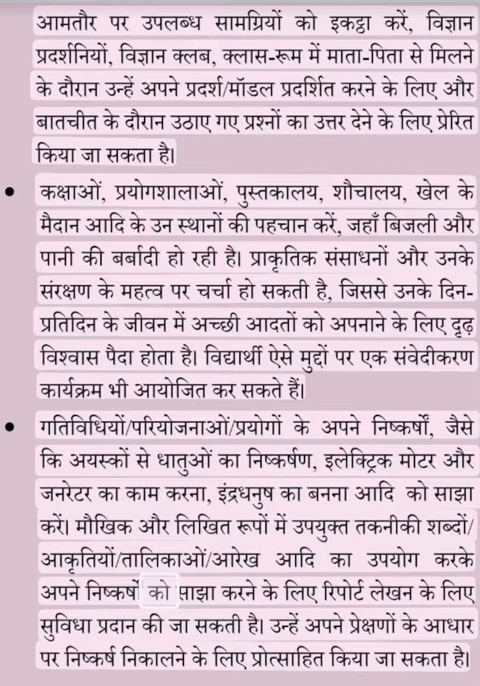 आमतौर पर उपलब्ध सामग्रियों को इकट्ठा करें, विज्ञान
प्रदर्शनियों, विज्ञान क्लब, क्लास-रूम में माता-पिता से मिलने
के दौरान उन्हें अपने प्रदर्श/मॉडल प्रदर्शित करने के लिए और
बातचीत के दौरान उठाए गए प्रश्नों का उत्तर देने के लिए प्रेरित
किया जा सकता है।
• कक्षाओं, प्रयोगशालाओं, पुस्तकालय, शौचालय, खेल के
मैदान आदि के उन स्थानों की पहचान करें, जहाँ बिजली और
पानी की बर्बादी हो रही है। प्राकृतिक संसाधनों और उनके
संरक्षण के महत्व पर चर्चा हो सकती है, जिससे उनके दिन-
प्रतिदिन के जीवन में अच्छी आदतों को अपनाने के लिए दृढ़
विश्वास पैदा होता है। विद्यार्थी ऐसे मुद्दों पर एक संवेदीकरण
कार्यक्रम भी आयोजित कर सकते हैं।
• गतिविधियों/परियोजनाओं/प्रयोगों के अपने निष्कर्षों, जैसे
कि अयस्कों से धातुओं का निष्कर्षण, इलेक्ट्रिक मोटर और
जनरेटर का काम करना, इंद्रधनुष का बनना आदि को साझा
करें। मौखिक और लिखित रूपों में उपयुक्त तकनीकी शब्दों/
आकृतियों/तालिकाओं/आरेख आदि का उपयोग करके
अपने निष्कर्षों को साझा करने के लिए रिपोर्ट लेखन के लिए
सुविधा प्रदान की जा सकती है। उन्हें अपने प्रेक्षणों के आधार
पर निष्कर्ष निकालने के लिए प्रोत्साहित किया जा सकता है।